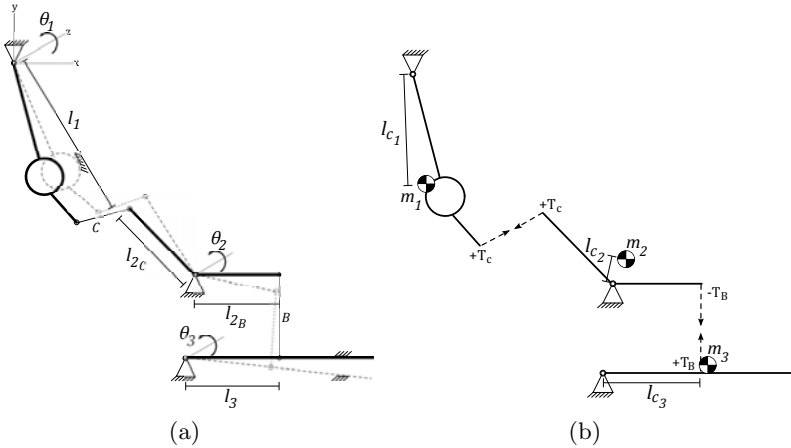 y
θ1
z
x
l1
C
l2C
θ2
l2B
B
θ3
l3
(a)
lc1
m1
+Tc
+Tc
lc2
m2
-TB
+TB
m3
lc3
(b)